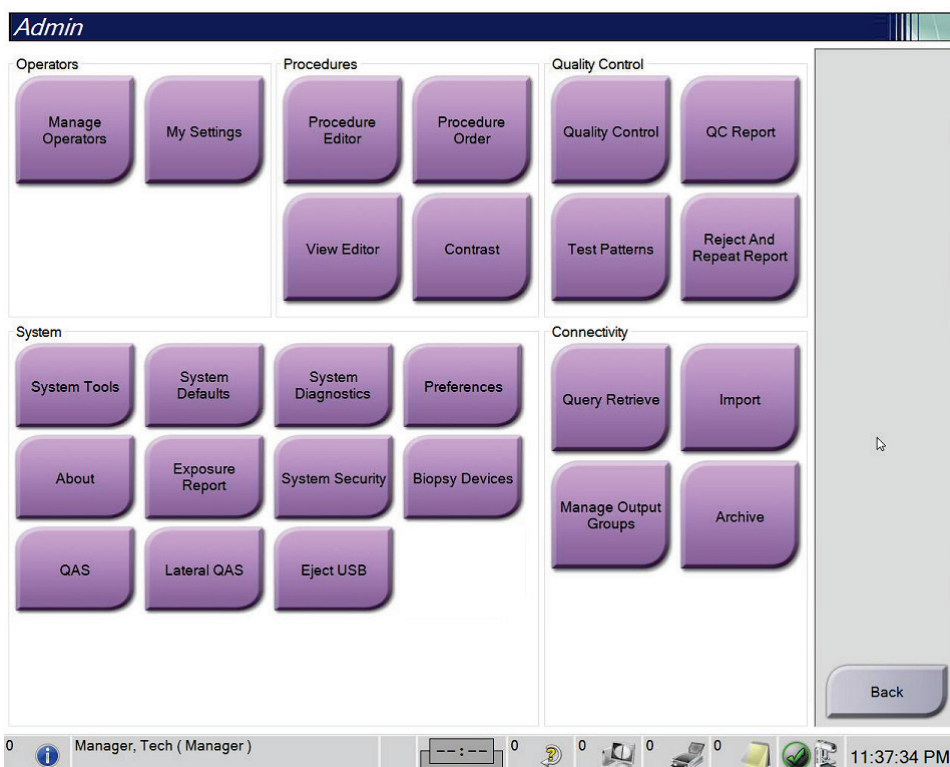 Admin
Operators
Manage
Operators
My Settings
Procedures
Procedure
Editor
Procedure
Order
View Editor
Contrast
Quality Control
Quality Control
QC Report
Test Patterns
Reject And
Repeat Report
System
System Tools
System
Defaults
System
Diagnostics
Preferences
About
Exposure
Report
System Security
Biopsy Devices
QAS
Lateral QAS
Eject USB
Connectivity
Query Retrieve
Import
Manage Output
Groups
Archive
Back
0
Manager, Tech ( Manager )
--:--
0
0
0
0
11:37:34 PM